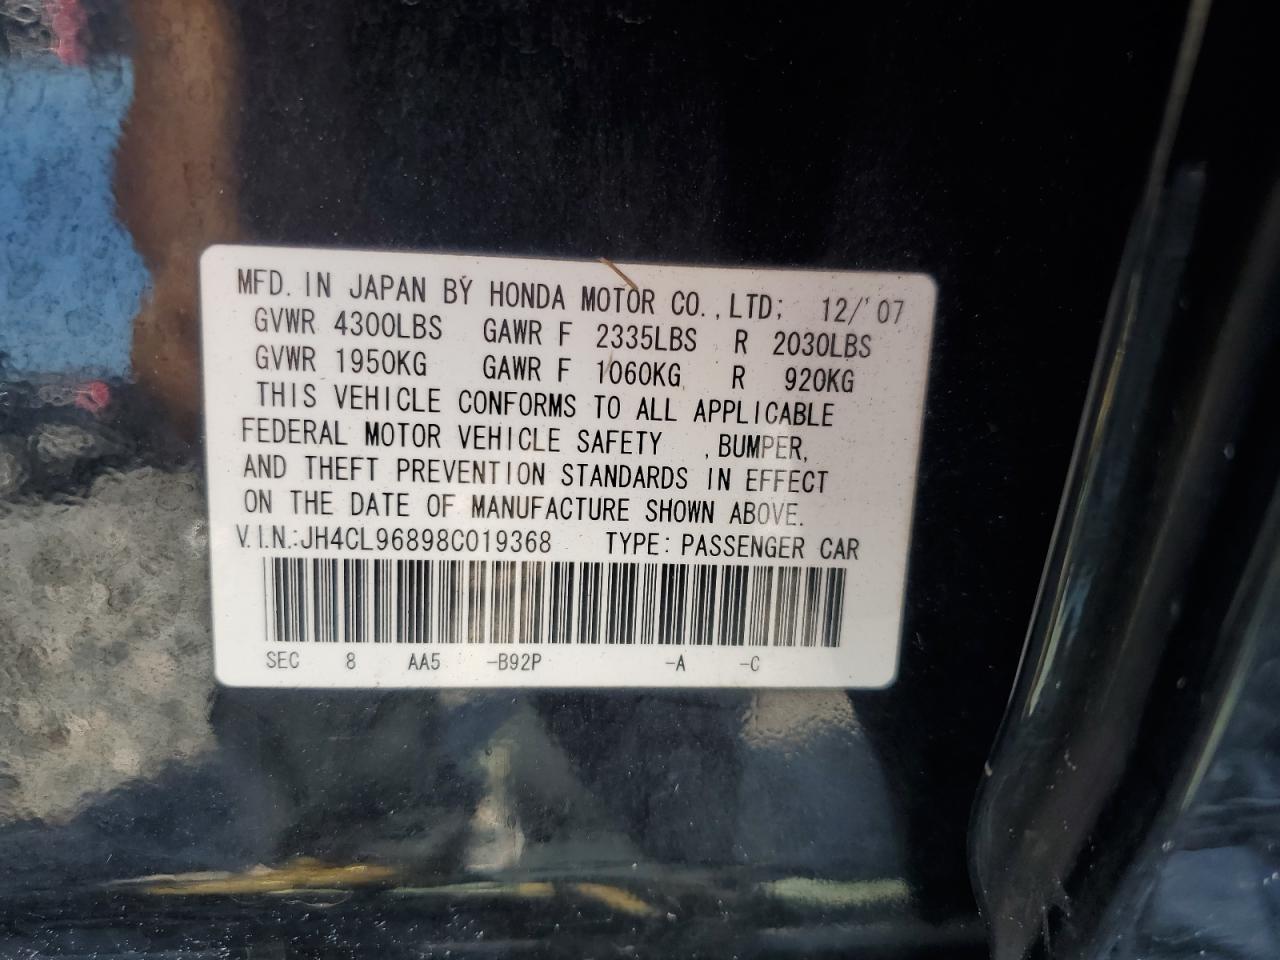 MFD. IN JAPAN BY HONDA MOTOR CO., LTD; 12/'07
GVWR 4300LBS GAWR F 2335LBS R 2030LBS
GVWR 1950KG GAWR F 1060KG R 920KG
THIS VEHICLE CONFORMS TO ALL APPLICABLE
FEDERAL MOTOR VEHICLE SAFETY , BUMPER,
AND THEFT PREVENTION STANDARDS IN EFFECT
ON THE DATE OF MANUFACTURE SHOWN ABOVE.
V.I.N.:JH4CL96898C019368 TYPE: PASSENGER CAR
SEC 8 AA5 -B92P -A -C